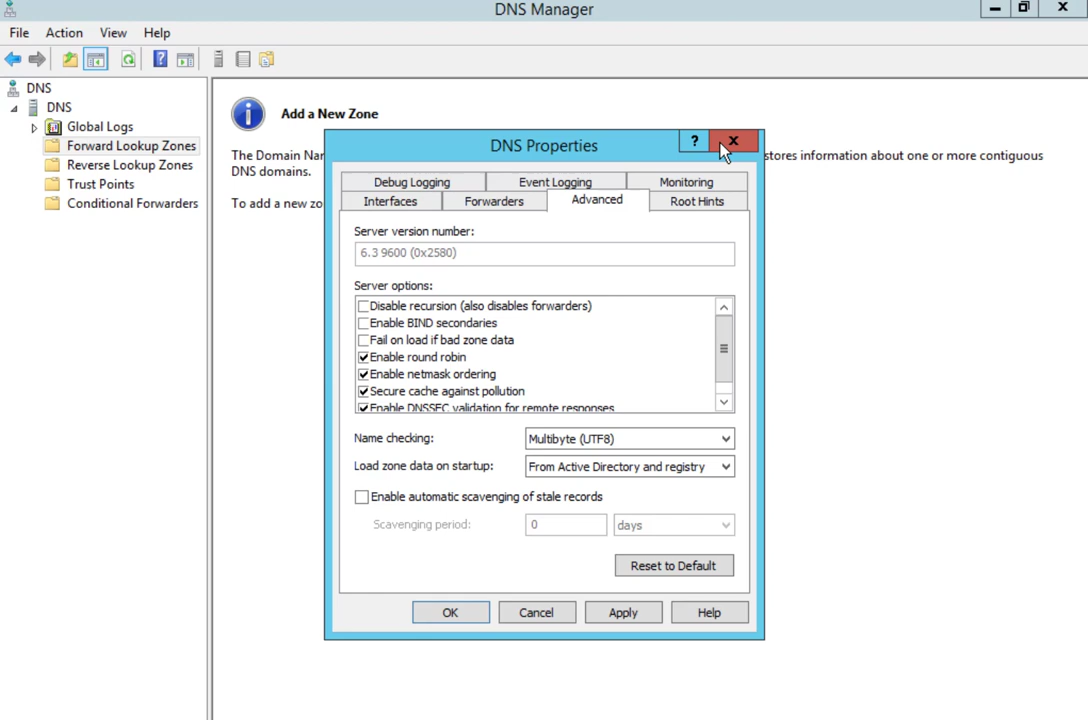 DNS Manager
File Action View Help
DNS
DNS
Global Logs
Forward Lookup Zones
Reverse Lookup Zones
Trust Points
Conditional Forwarders
Add a New Zone
The Domain Nar
stores information about one or more contiguous
DNS domains.
To add a new zo
DNS Properties
?
Debug Logging Event Logging Monitoring
Interfaces Forwarders Advanced Root Hints
Server version number:
6.3 9600 (0x2580)
Server options:
Disable recursion (also disables forwarders)
Enable BIND secondaries
Fail on load if bad zone data
Enable round robin
Enable netmask ordering
Secure cache against pollution
Enable DNSSEC validation for remote responses
Name checking: Multibyte (UTF8)
Load zone data on startup: From Active Directory and registry
Enable automatic scavenging of stale records
Scavenging period: 0 days
Reset to Default
OK Cancel Apply Help